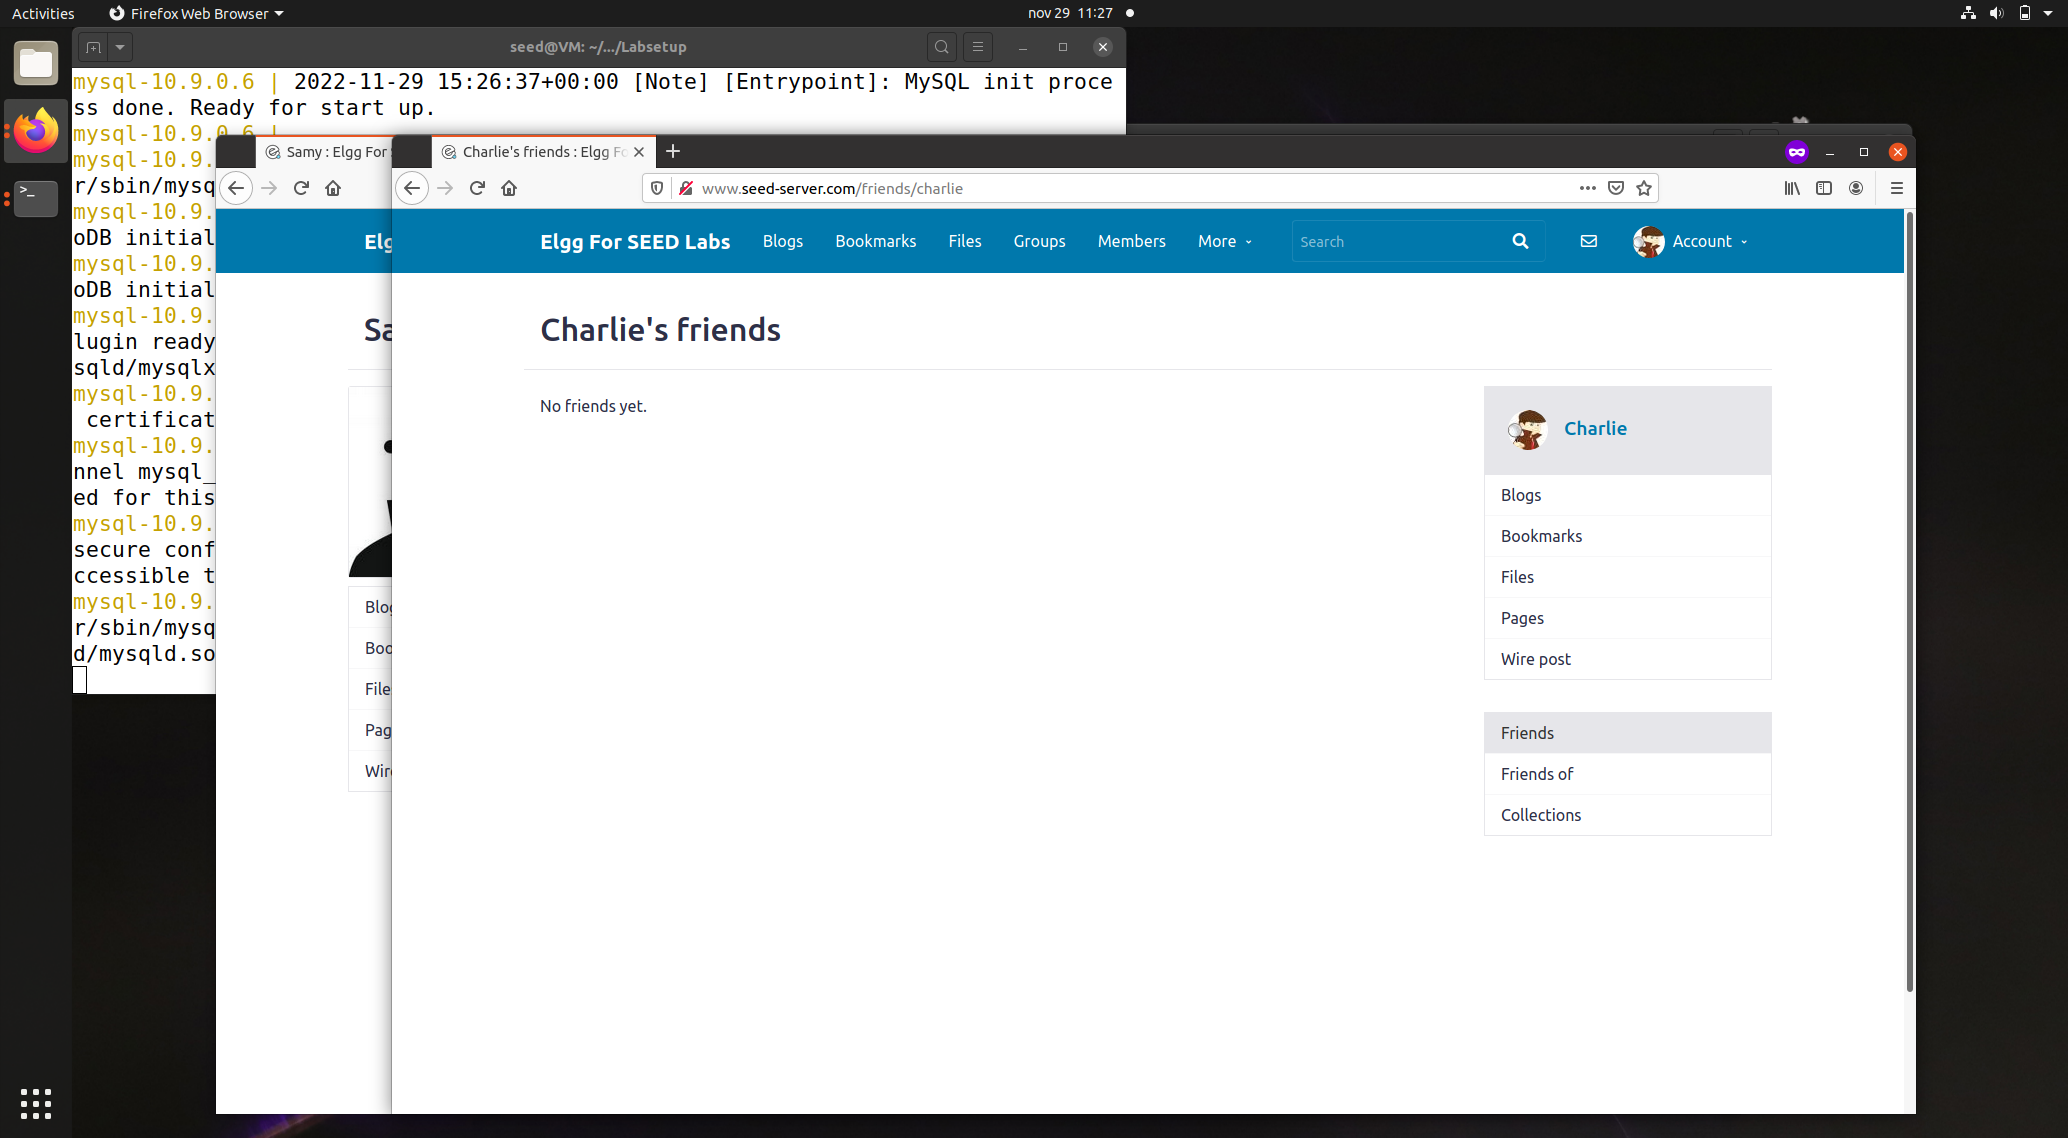 Activities
Firefox Web Browser
nov 29 11:27
seed@VM: ~/.../Labsetup
mysql-10.9.0.6 | 2022-11-29 15:26:37+00:00 [Note] [Entrypoint]: MySQL init proce
ss done. Ready for start up.
mysql-10.9.0.6 |
mysql-10.9.
r/sbin/mysq
mysql-10.9.
oDB initial
mysql-10.9.
oDB initial
mysql-10.9.
lugin ready
sqld/mysqlx
mysql-10.9.
certificat
mysql-10.9.
nnel mysql_
ed for this
mysql-10.9.
secure conf
ccessible t
mysql-10.9.
r/sbin/mysq
d/mysqld.so
Samy : Elgg For
Elg
Sa
Blog
Boo
File
Pag
Wir
Charlie's friends : Elgg Fo
www.seed-server.com/friends/charlie
Elgg For SEED Labs Blogs Bookmarks Files Groups Members More Search Account
Charlie's friends
No friends yet.
Charlie
Blogs
Bookmarks
Files
Pages
Wire post
Friends
Friends of
Collections